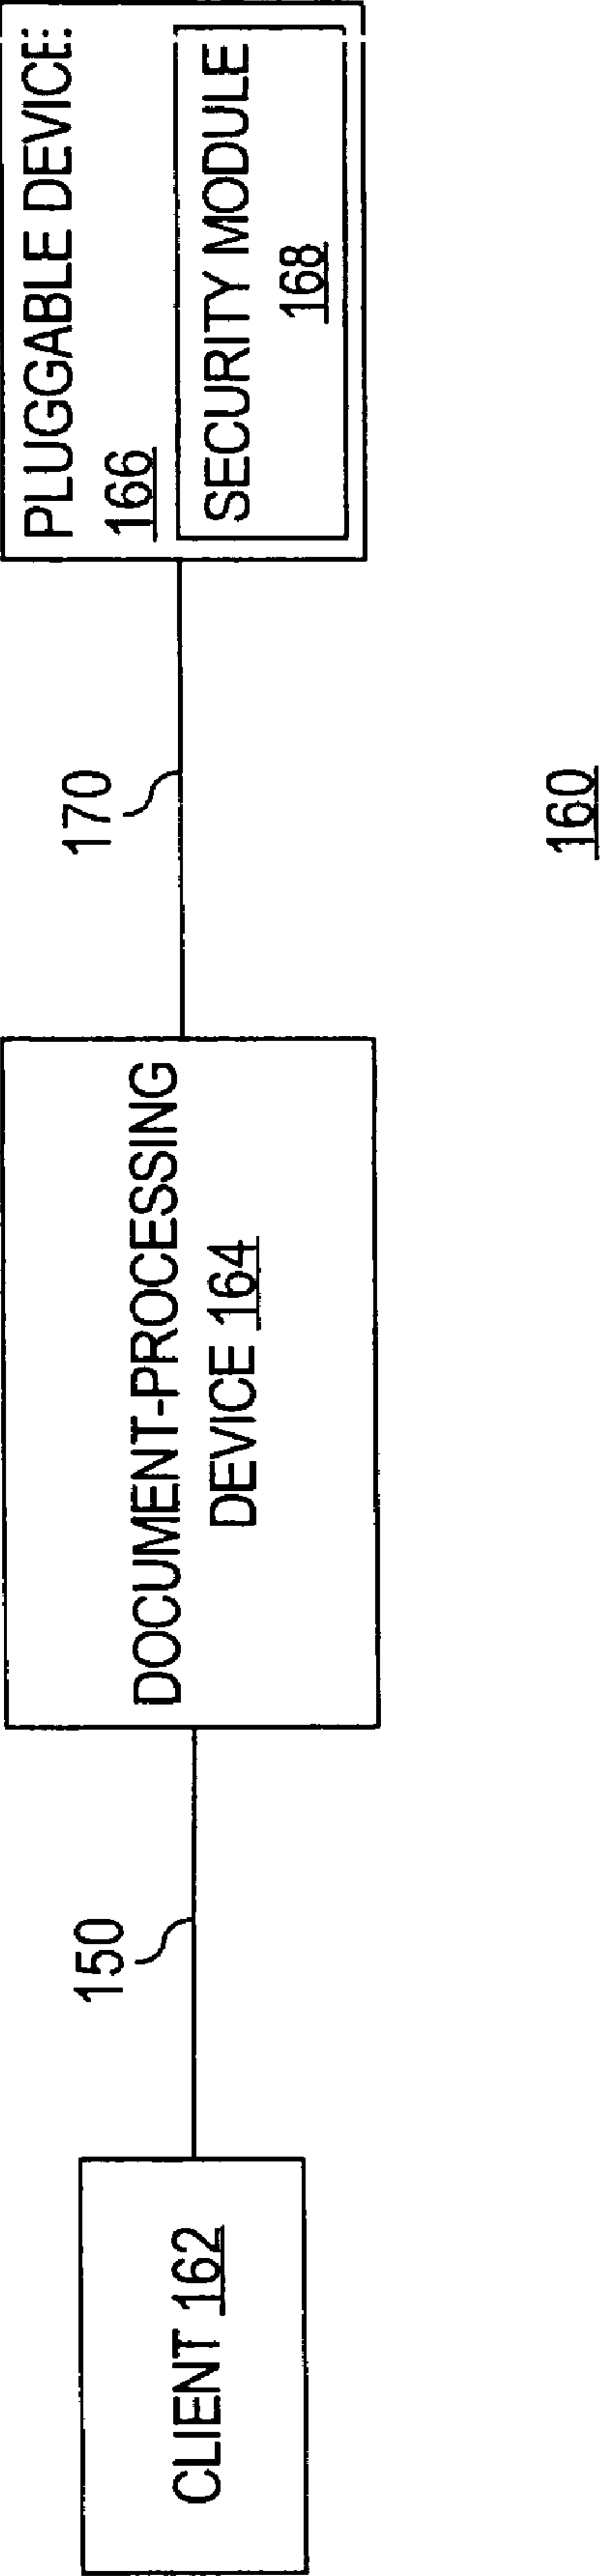 CLIENT 162
150
DOCUMENT-PROCESSING
DEVICE 164
170
PLUGGABLE DEVICE:
166
SECURITY MODULE
168
160